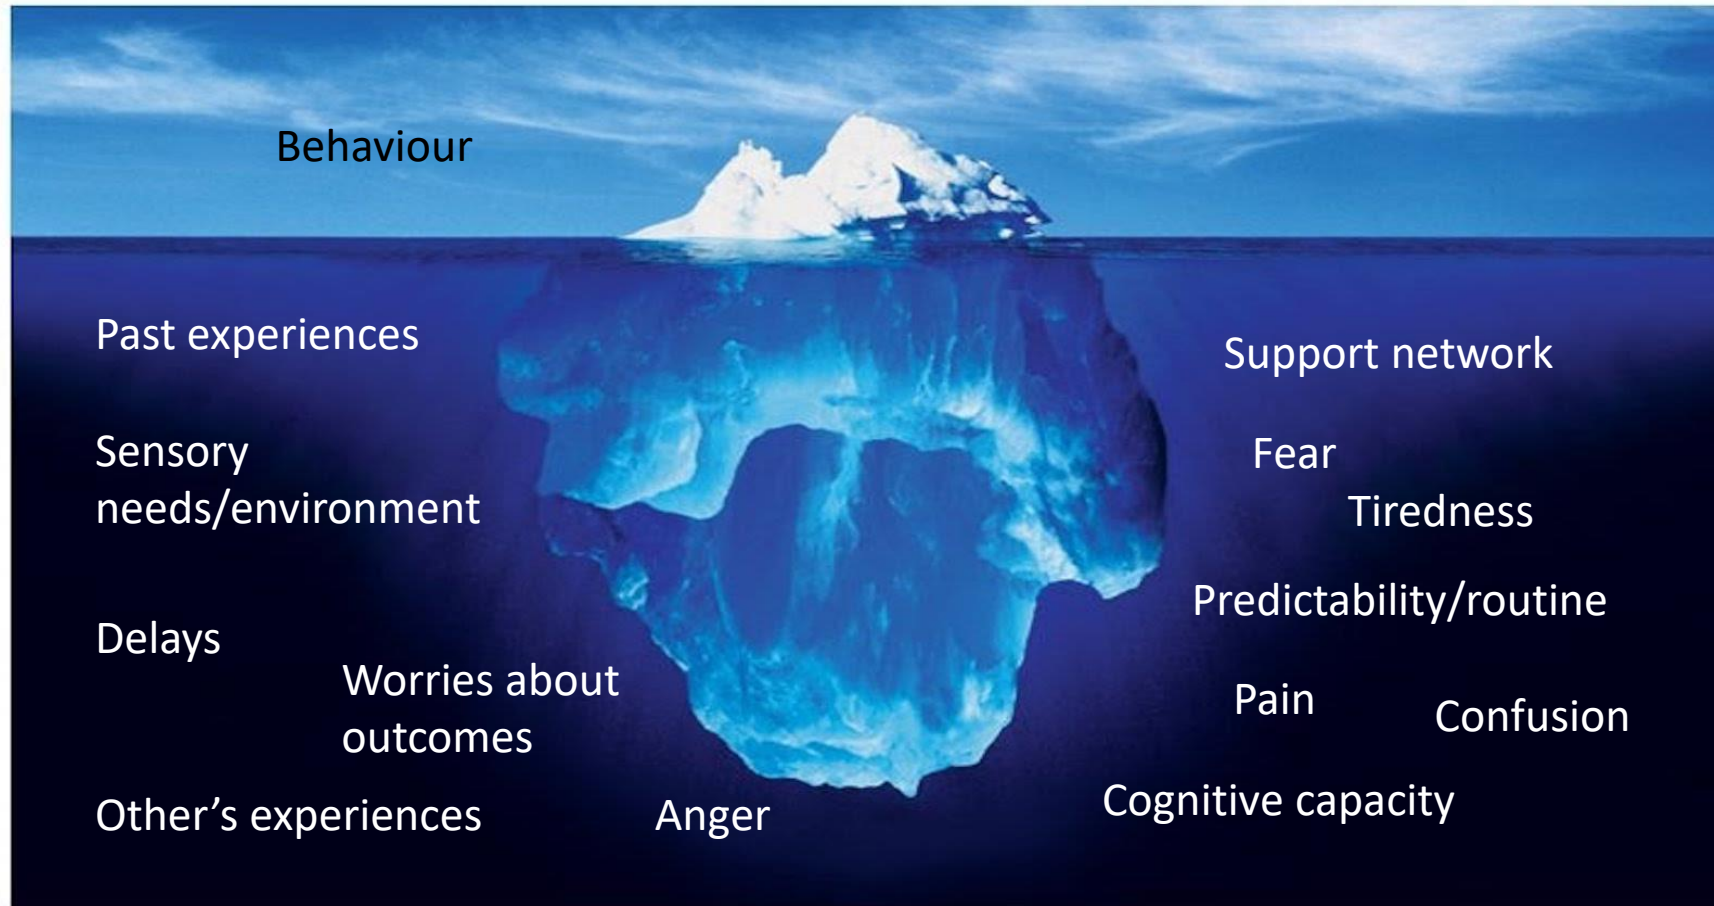 Behaviour
Past experiences
Support network
Sensory
needs/environment
Fear
Tiredness
Predictability/routine
Delays
Worries about
outcomes
Pain
Confusion
Other’s experiences
Anger
Cognitive capacity